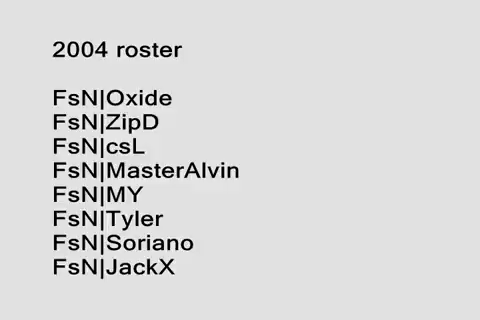 2004 roster
FsN|Oxide
FsN|ZipD
FsN|csL
FsN|MasterAlvin
FsN|MY
FsN|Tyler
FsN|Soriano
FsN|JackX